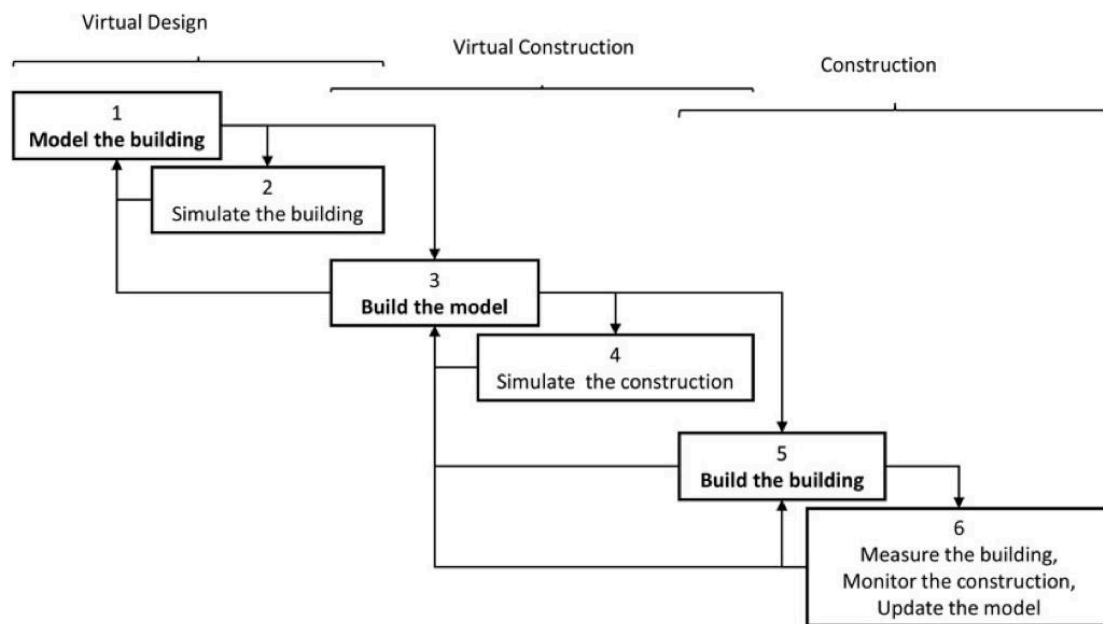 Virtual Design
Virtual Construction
Construction
1
Model the building
2
Simulate the building
3
Build the model
4
Simulate the construction
5
Build the building
6
Measure the building,
Monitor the construction,
Update the model